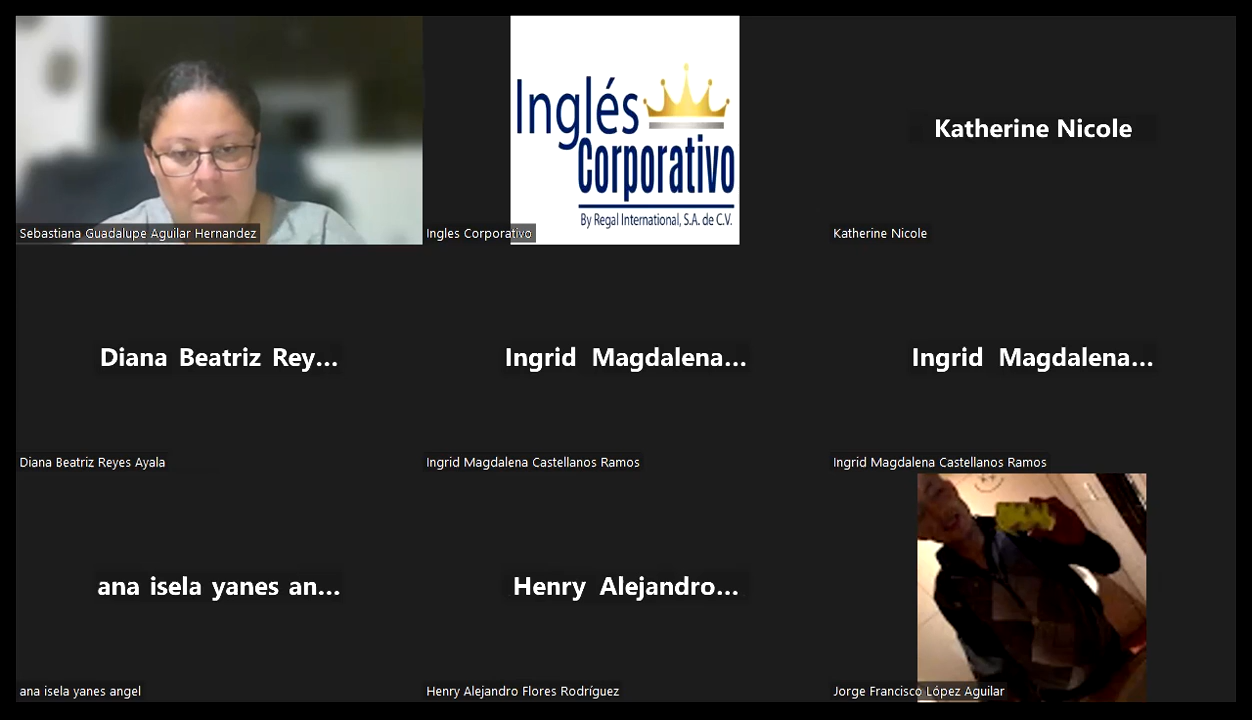 Sebastiana Guadalupe Aguilar Hernandez
Inglés
Corporativo
By Regal International, S.A. de C.V.
Ingles Corporativo
Katherine Nicole
Katherine Nicole
Diana Beatriz Rey...
Diana Beatriz Reyes Ayala
Ingrid Magdalena...
Ingrid Magdalena Castellanos Ramos
Ingrid Magdalena...
Ingrid Magdalena Castellanos Ramos
ana isela yanes an...
ana isela yanes angel
Henry Alejandro...
Henry Alejandro Flores Rodríguez
Jorge Francisco López Aguilar